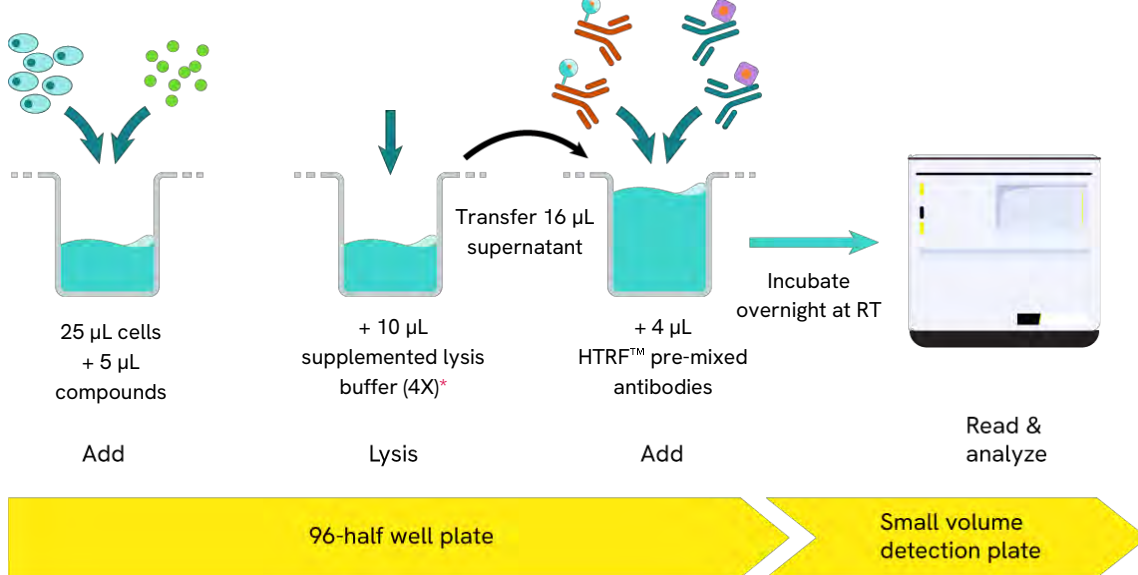 Transfer 16 µL
supernatant
Incubate
overnight at RT
25 µL cells
+ 5 µL
compounds
+ 10 µL
supplemented lysis
buffer (4X)*
+ 4 µL
HTRF™ pre-mixed
antibodies
Add
Lysis
Add
Read &
analyze
96-half well plate
Small volume
detection plate